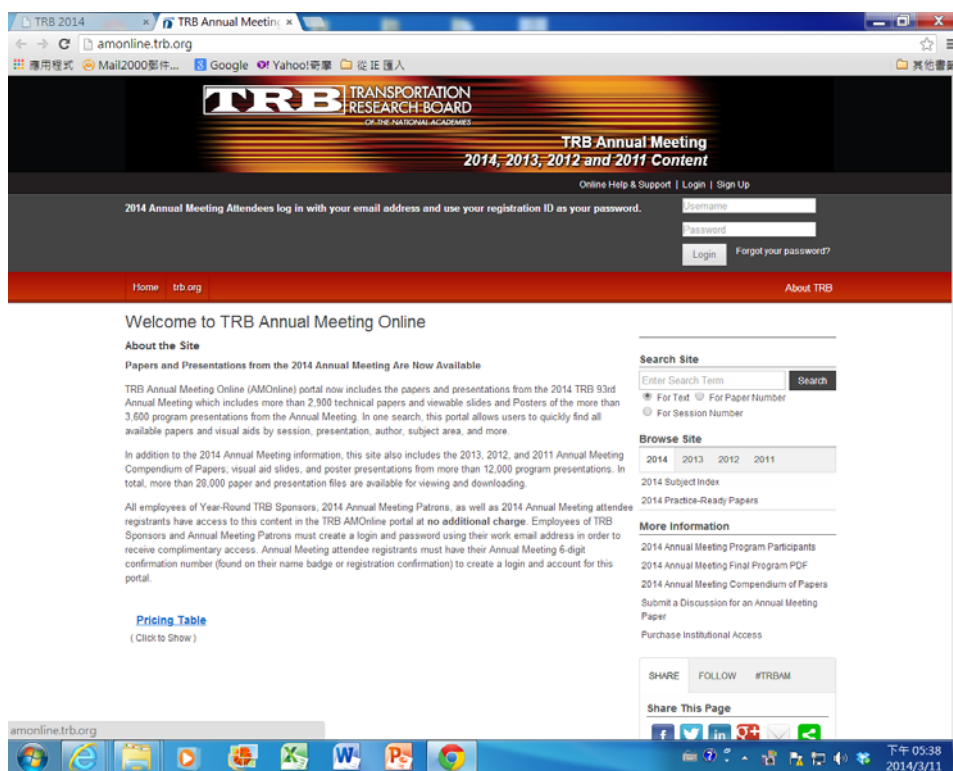 TRB 2014
TRB Annual Meeting
amonline.trb.org
應用程式 Mail2000郵件... Google Yahoo!奇摩 從 IE 匯入 其他書籤
TRB TRANSPORTATION
RESEARCH BOARD
OF THE NATIONAL ACADEMIES
TRB Annual Meeting
2014, 2013, 2012 and 2011 Content
Online Help & Support | Login | Sign Up
2014 Annual Meeting Attendees log in with your email address and use your registration ID as your password.
Username
Password
Login Forgot your password?
Home trb.org About TRB
Welcome to TRB Annual Meeting Online
About the Site
Papers and Presentations from the 2014 Annual Meeting Are Now Available
TRB Annual Meeting Online (AMOnline) portal now includes the papers and presentations from the 2014 TRB 93rd
Annual Meeting which includes more than 2,900 technical papers and viewable slides and Posters of the more than
3,600 program presentations from the Annual Meeting. In one search, this portal allows users to quickly find all
available papers and visual aids by session, presentation, author, subject area, and more.
In addition to the 2014 Annual Meeting information, this site also includes the 2013, 2012, and 2011 Annual Meeting
Compendium of Papers; visual aid slides, and poster presentations from more than 12,000 program presentations. In
total, more than 28,000 paper and presentation files are available for viewing and downloading.
All employees of Year-Round TRB Sponsors, 2014 Annual Meeting Patrons, as well as 2014 Annual Meeting attendee
registrants have access to this content in the TRB AMOnline portal at no additional charge. Employees of TRB
Sponsors and Annual Meeting Patrons must create a login and password using their work email address in order to
receive complimentary access. Annual Meeting attendee registrants must have their Annual Meeting 6-digit
confirmation number (found on their name badge or registration confirmation) to create a login and account for this
portal.
Pricing Table
( Click to Show )
Search Site
Enter Search Term Search
For Text For Paper Number
For Session Number
Browse Site
2014 2013 2012 2011
2014 Subject Index
2014 Practice-Ready Papers
More Information
2014 Annual Meeting Program Participants
2014 Annual Meeting Final Program PDF
2014 Annual Meeting Compendium of Papers
Submit a Discussion for an Annual Meeting
Paper
Purchase Institutional Access
SHARE FOLLOW #TRBAM
Share This Page
amonline.trb.org
下午 05:38
2014/3/11